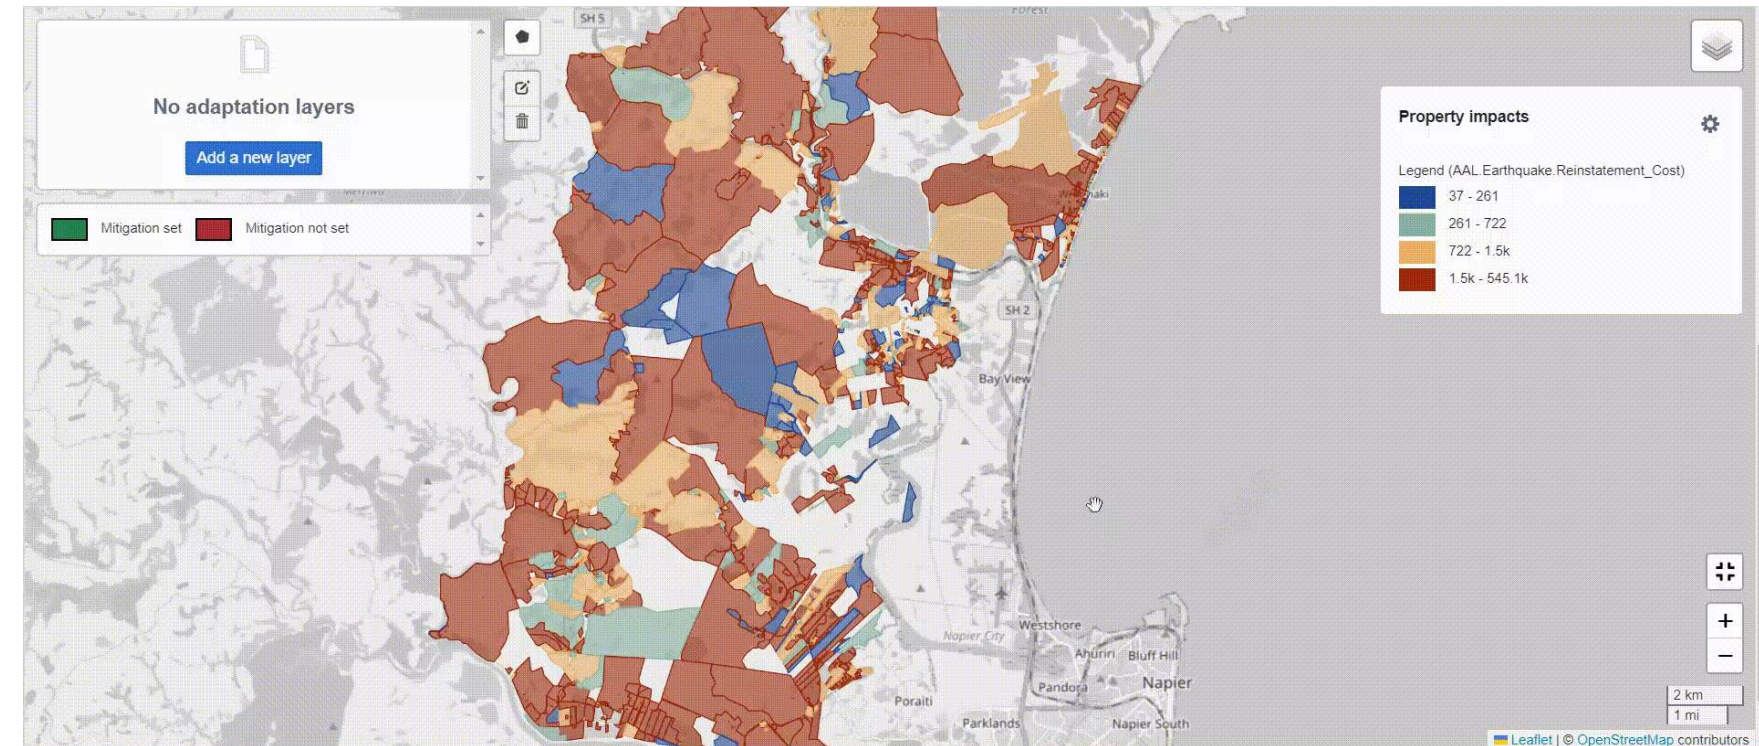 Forest
SH 5
No adaptation layers
Add a new layer
Mitigation set
Mitigation not set
Property impacts
Legend (AAL.Earthquake.Reinstatement_Cost)
37 - 261
261 - 722
722 - 1.5k
1.5k - 545.1k
SH 2
Bay View
Napier City
Westshore
Ahuriri
Bluff Hill
Pandora
Napier
Poraiti
Parklands
Napier South
+
−
2 km
1 mi
Leaflet | © OpenStreetMap contributors